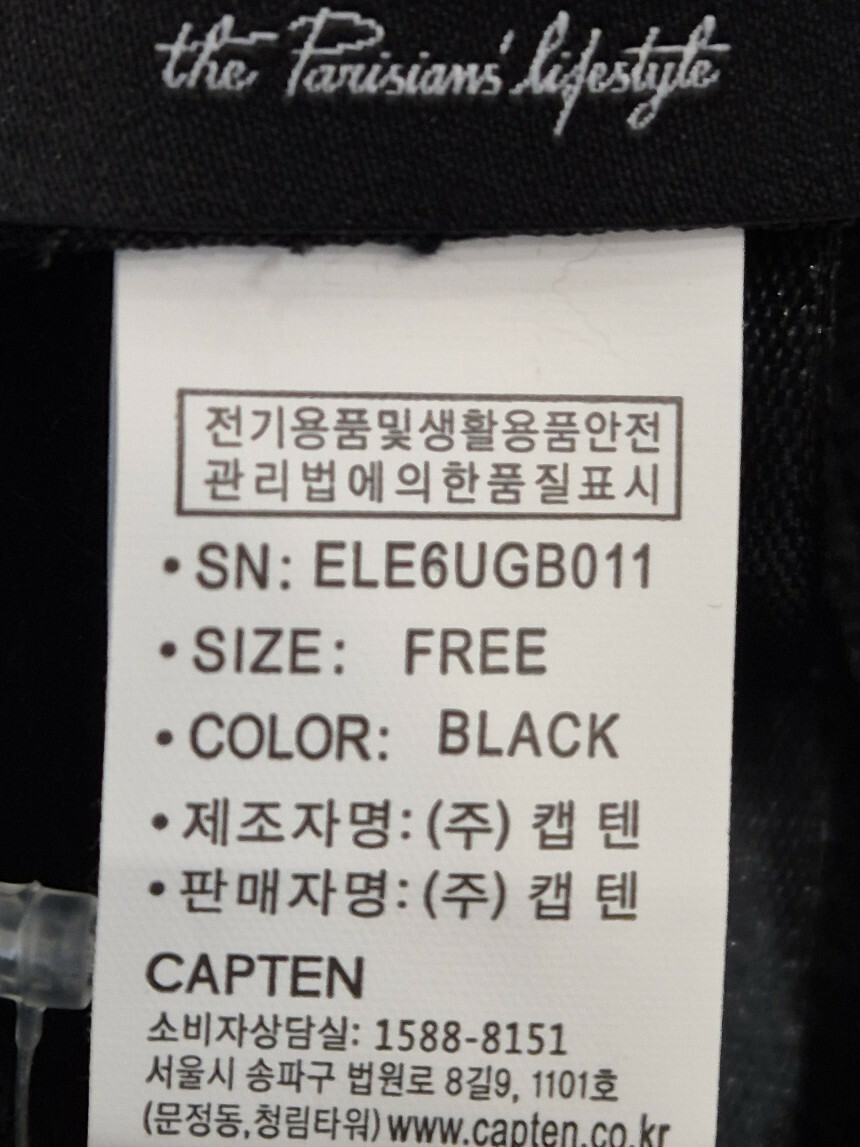 the Parisians' lifestyle
전기용품및생활용품안전
관리법에의한품질표시
•SN: ELE6UGB011
•SIZE: FREE
•COLOR: BLACK
•제조자명:(주) 캡 텐
•판매자명:(주) 캡 텐
CAPTEN
소비자상담실: 1588-8151
서울시 송파구 법원로 8길9, 1101호
(문정동,청림타워) www.capten.co.kr